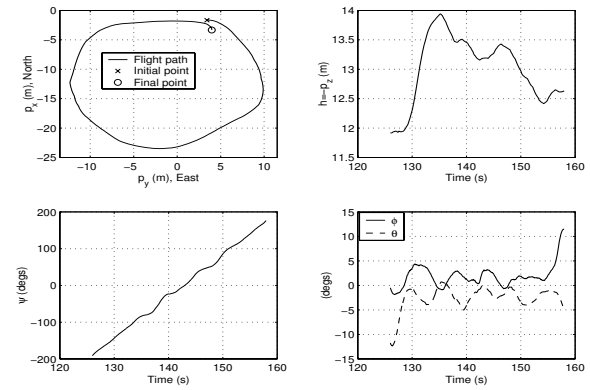 0
−5
−10
−15
−20
−25
p_x (m), North
Flight path
Initial point
Final point
−10 −5 0 5 10
p_y (m), East
14
13.5
13
12.5
12
11.5
h=−p_z (m)
120 130 140 150 160
Time (s)
200
100
0
−100
−200
ψ (degs)
120 130 140 150 160
Time (s)
15
10
5
0
−5
−10
−15
(degs)
ϕ
θ
120 130 140 150 160
Time (s)